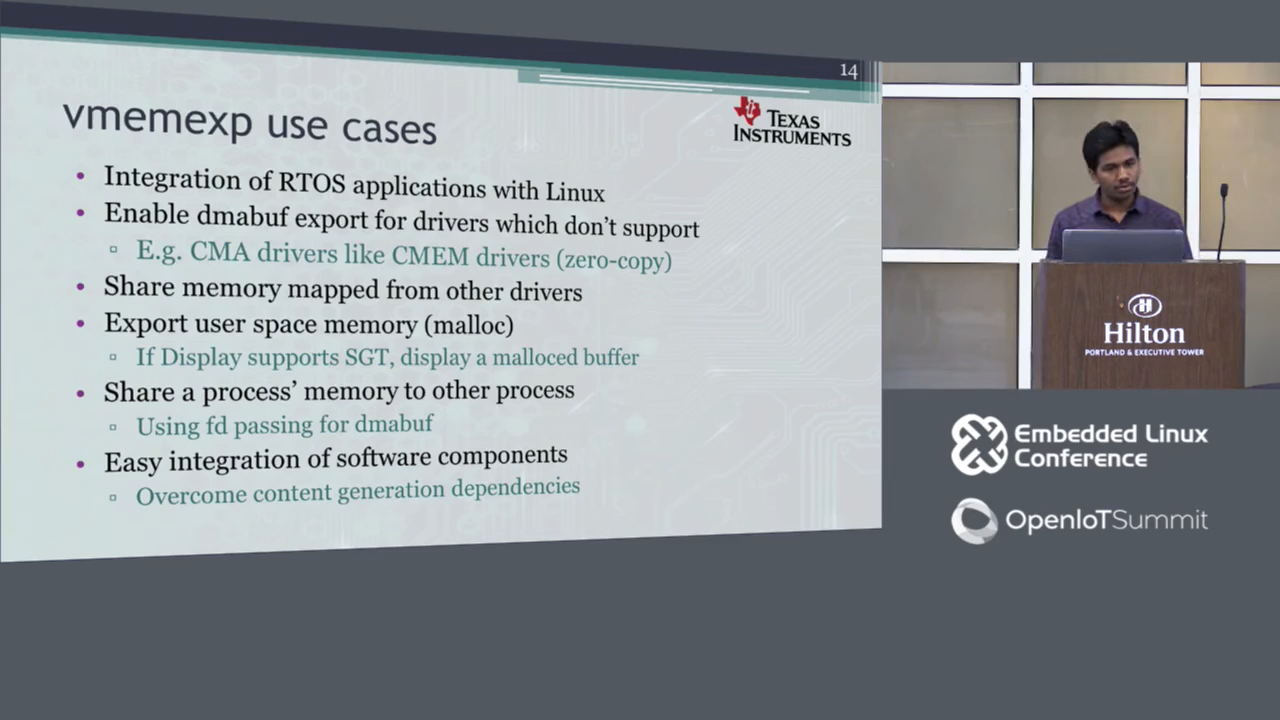 14
vmemexp use cases
TEXAS
INSTRUMENTS
• Integration of RTOS applications with Linux
• Enable dmabuf export for drivers which don't support
▫ E.g. CMA drivers like CMEM drivers (zero-copy)
• Share memory mapped from other drivers
• Export user space memory (malloc)
▫ If Display supports SGT, display a malloced buffer
• Share a process' memory to other process
▫ Using fd passing for dmabuf
• Easy integration of software components
▫ Overcome content generation dependencies
Hilton
PORTLAND & EXECUTIVE TOWER
Embedded Linux
Conference
OpenIoTSummit